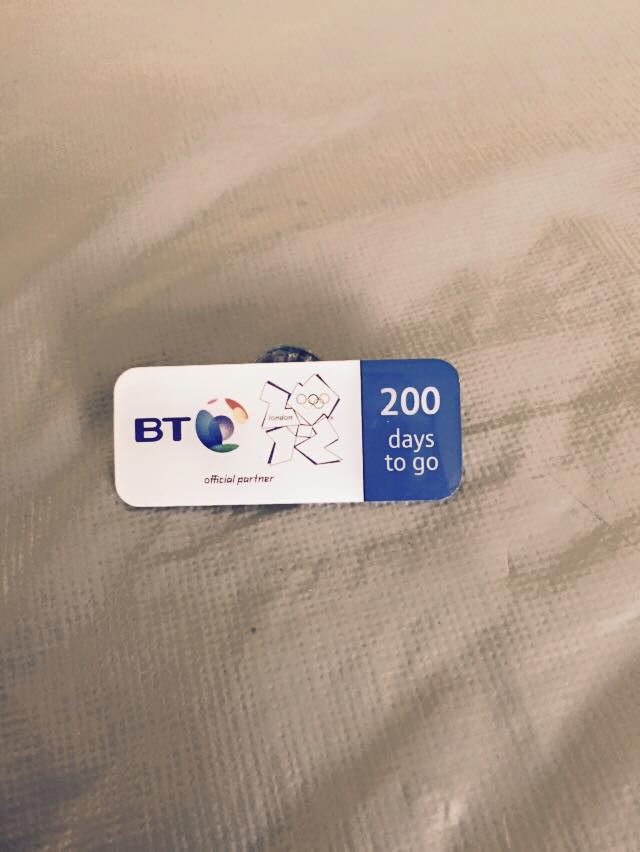 BT
london
official partner
200
days
to go